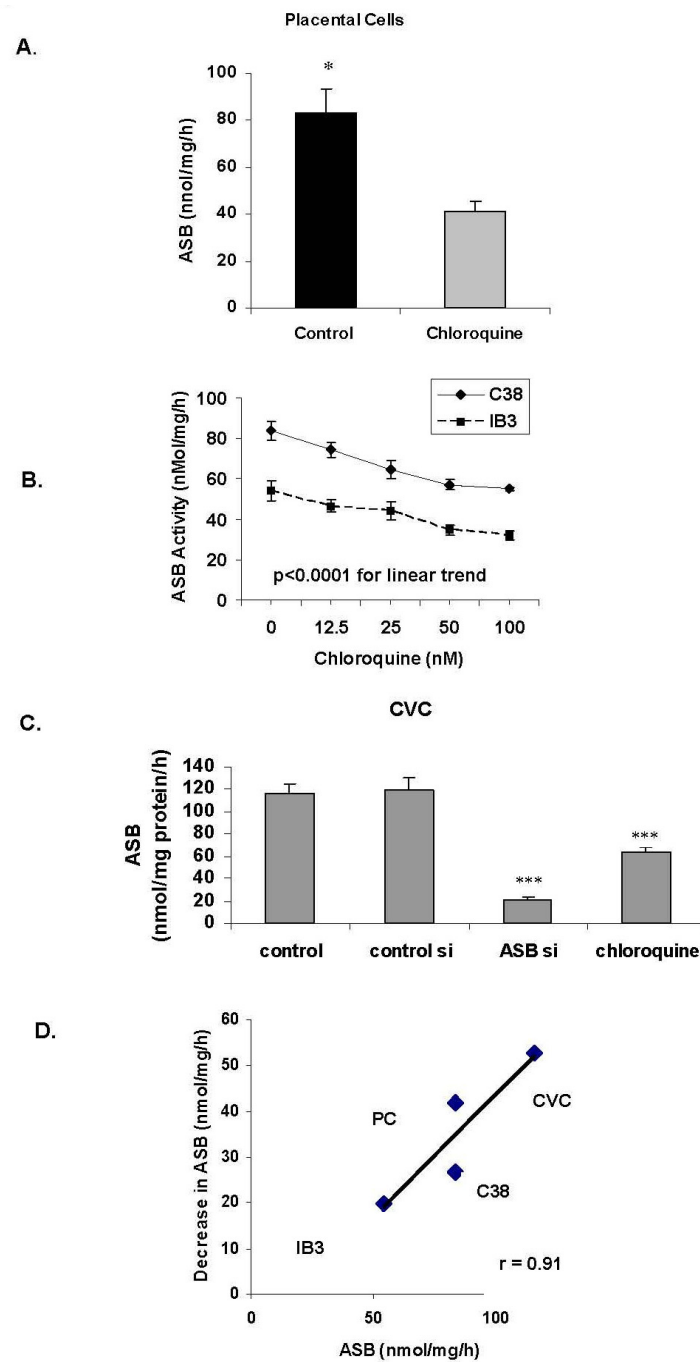 Placental Cells
A.
*
100
80
60
40
20
0
ASB (nnol/mg/h)
Control Chloroquine
B.
100
80
60
40
20
0
ASB Activity (nMol/mg/h)
C38
IB3
p<0.0001 for linear trend
0 12.5 25 50 100
Chloroquine (nM)
CVC
C.
140
120
100
80
60
40
20
0
ASB
(nmol/mg protein/h)
***
***
control control si ASB si chloroquine
D.
60
50
40
30
20
10
0
Decrease in ASB (nmol/mg/h)
PC
CVC
C38
IB3
r = 0.91
0 50 100
ASB (nmol/mg/h)